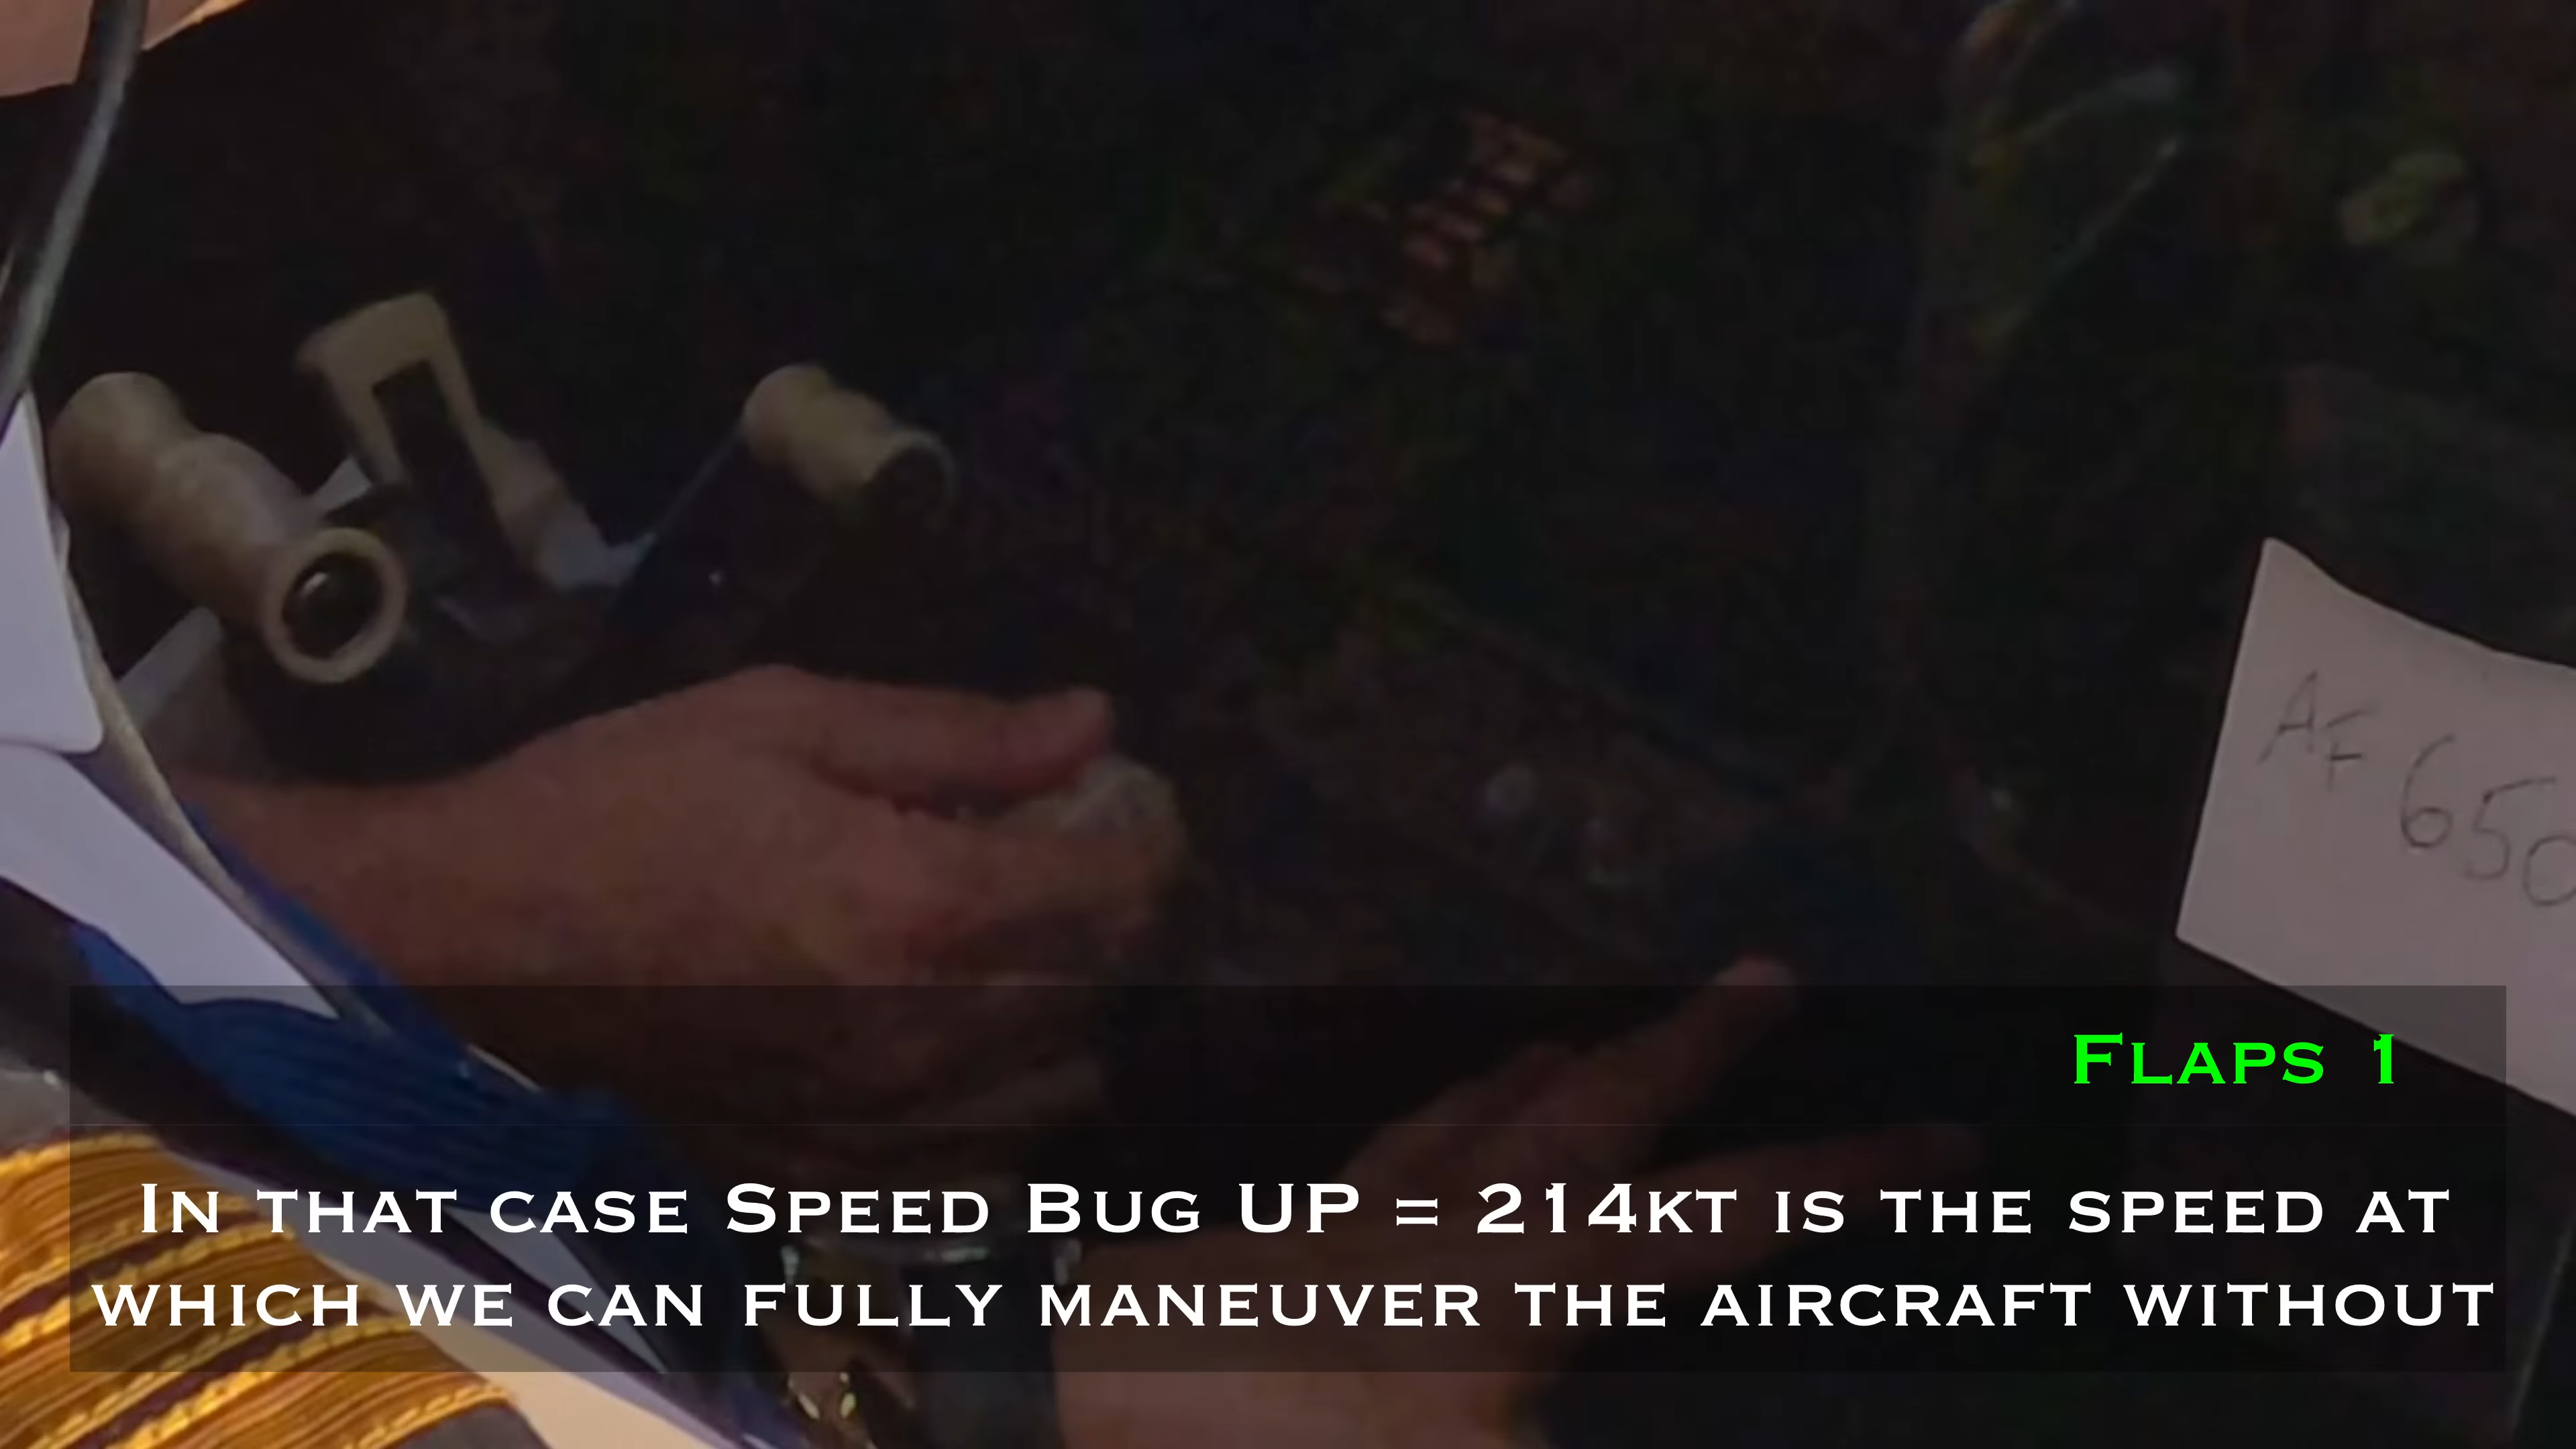 AF 650
Flaps 1
In that case Speed Bug UP = 214kt is the speed at
which we can fully maneuver the aircraft without